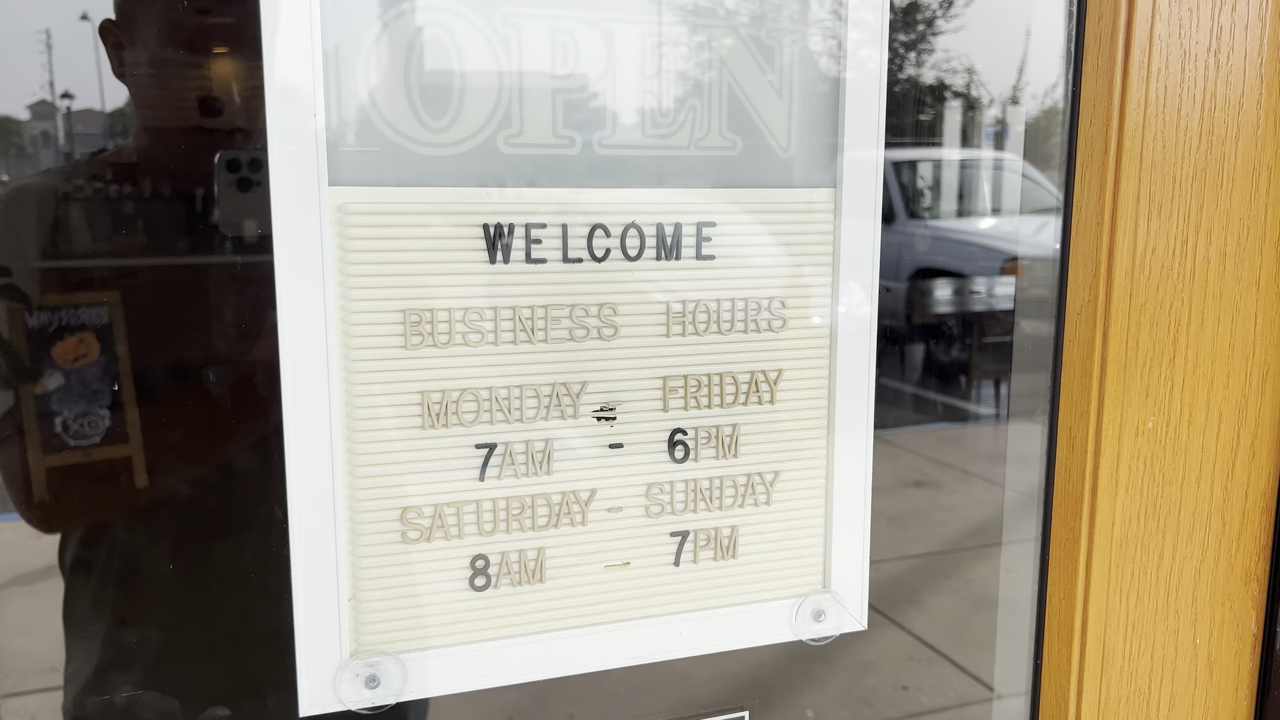 OPEN
WELCOME
BUSINESS HOURS
MONDAY - FRIDAY
7AM - 6PM
SATURDAY - SUNDAY
8AM - 7PM